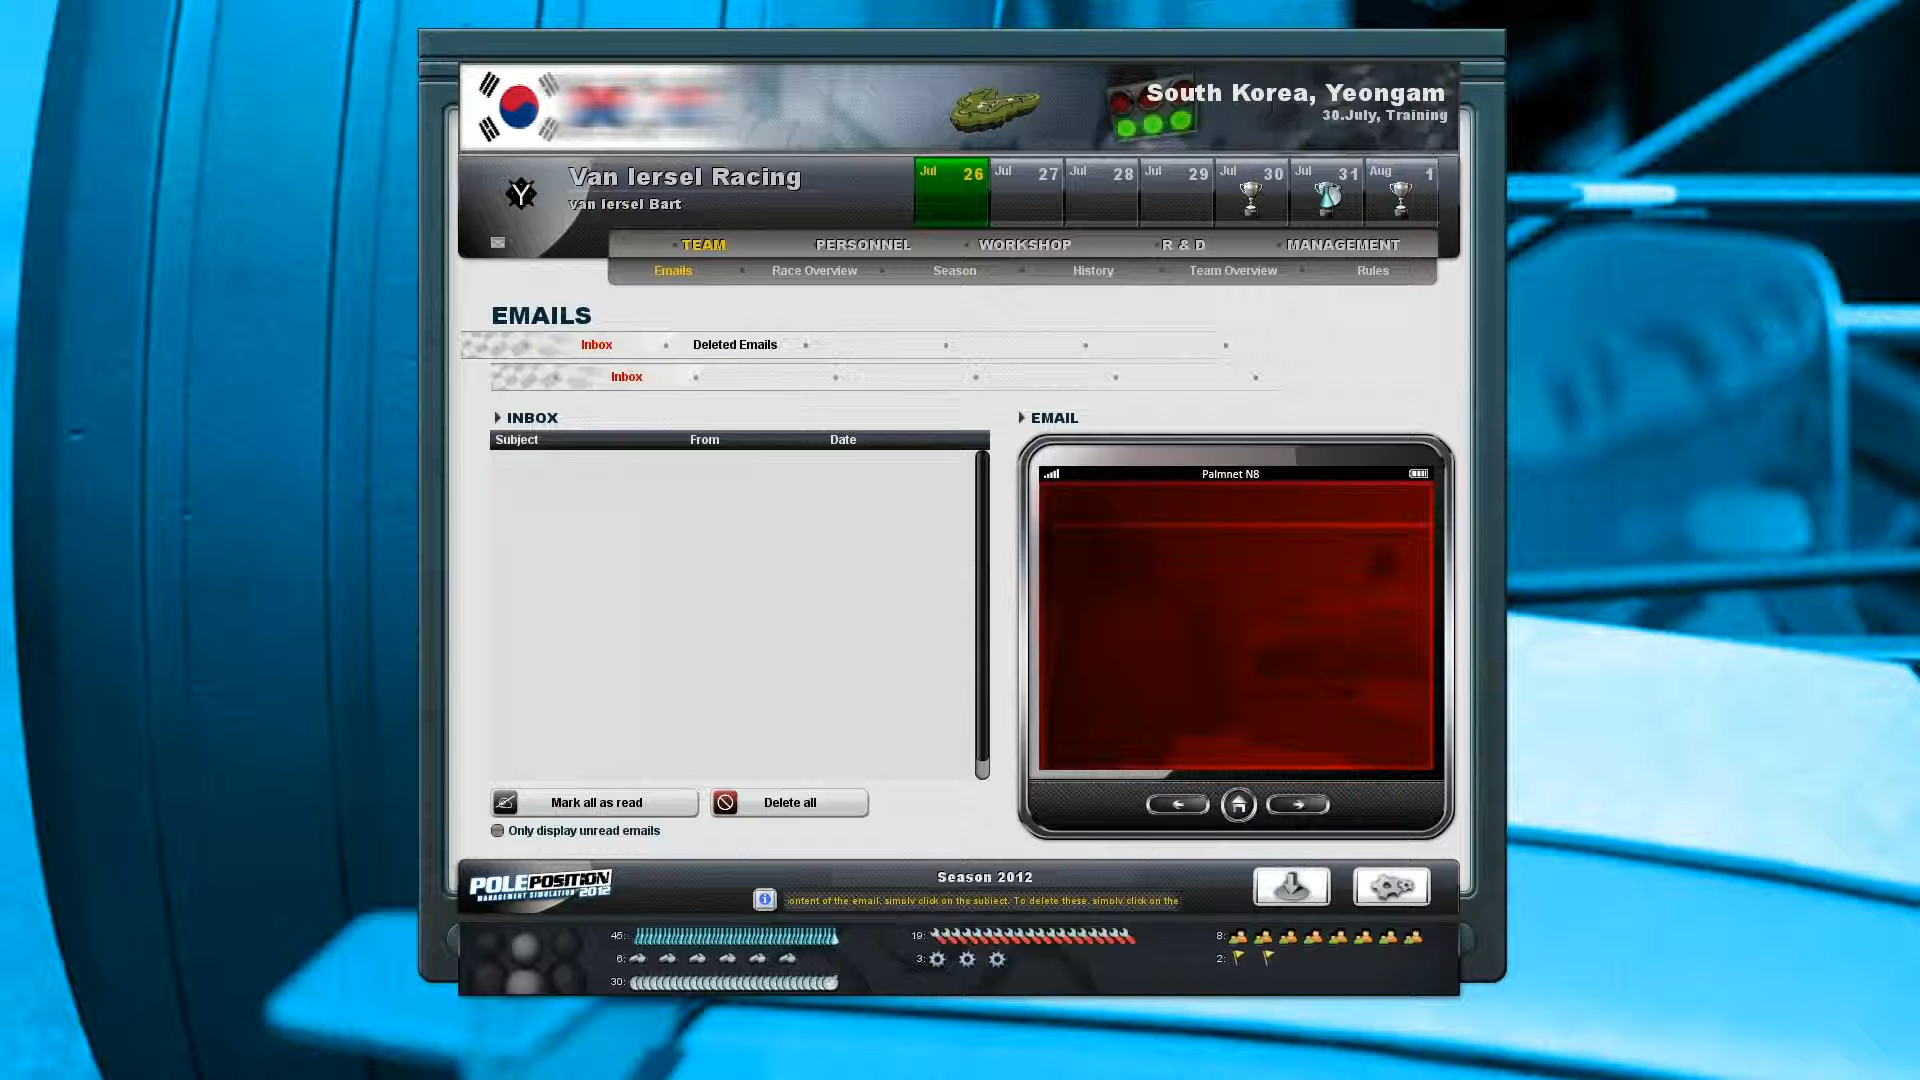 South Korea, Yeongam
30.July, Training
Van Iersel Racing
van Iersel Bart
Jul 26 Jul 27 Jul 28 Jul 29 Jul 30 Jul 31 Aug 1
TEAM PERSONNEL WORKSHOP R & D MANAGEMENT
Emails Race Overview Season History Team Overview Rules
EMAILS
Inbox Deleted Emails
Inbox
INBOX
Subject From Date
EMAIL
Palmnet N8
Mark all as read Delete all
Only display unread emails
POLE POSITION 2012
MANAGEMENT SIMULATION
Season 2012
ontent of the email, simply click on the subject. To delete these, simply click on the
45: 19: 8:
6: 3: 2:
30: